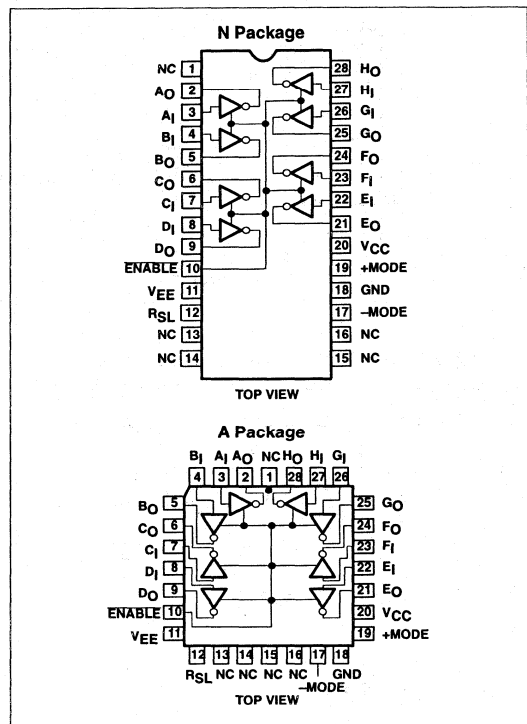 N Package
NC 1 28 HO
AO 2 27 HI
AI 3 26 GI
BI 4 25 GO
BO 5 24 FO
CO 6 23 FI
CI 7 22 EI
DI 8 21 EO
DO 9 20 VCC
ENABLE 10 19 +MODE
VEE 11 18 GND
RSL 12 17 –MODE
NC 13 16 NC
NC 14 15 NC
TOP VIEW
A Package
BI AI AO NC HO HI GI
4 3 2 1 28 27 26
BO 5 25 GO
CO 6 24 FO
CI 7 23 FI
DI 8 22 EI
DO 9 21 EO
ENABLE 10 20 VCC
VEE 11 19 +MODE
12 13 14 15 16 17 18
RSL NC NC NC NC –MODE GND
TOP VIEW